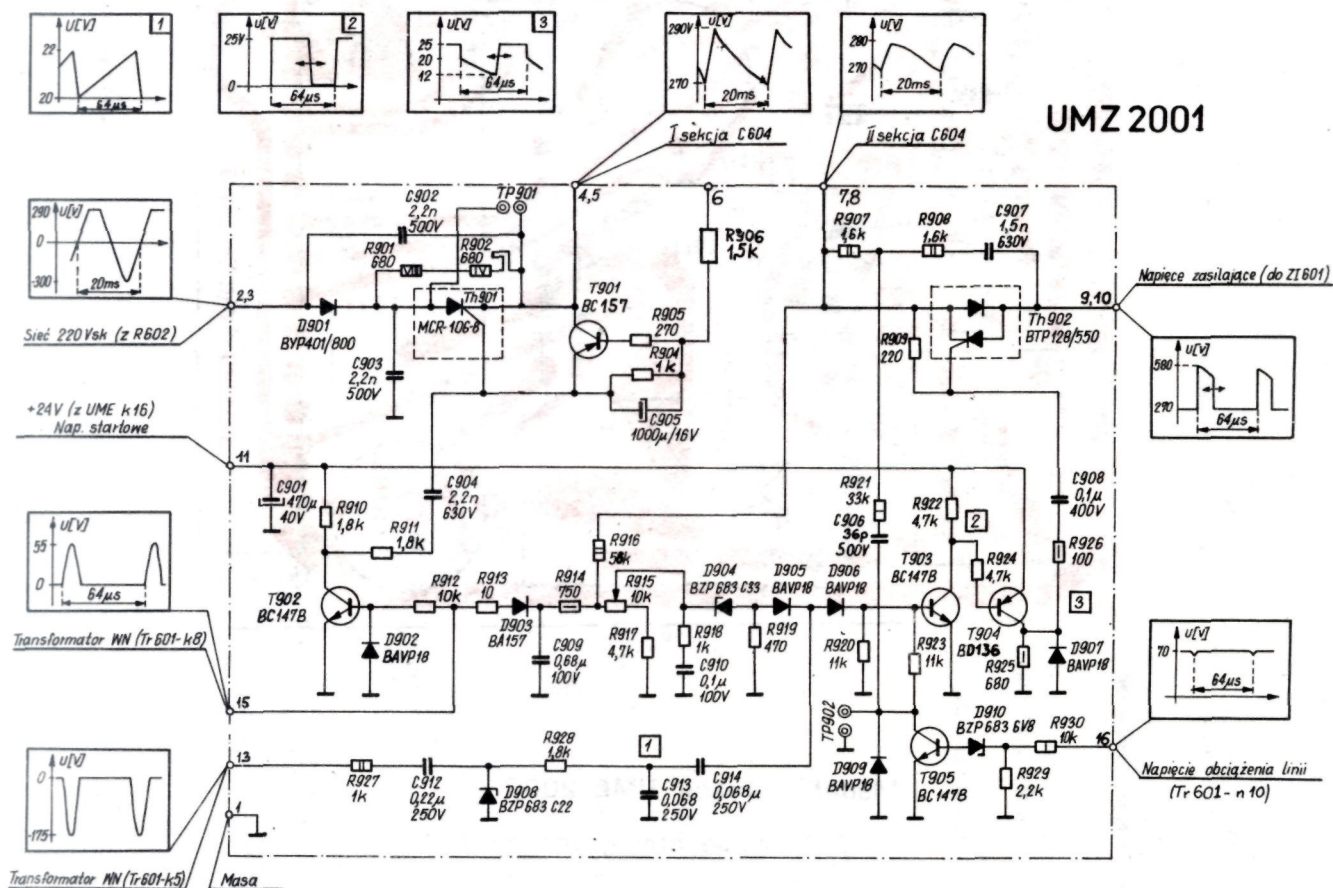 U[V]
1
22
20
64µs
U[V]
2
25V
0
64µs
U[V]
3
25
20
12
64µs
290V
U[V]
270
20ms
U[V]
280
270
20ms
UMZ 2001
I sekcja C604
II sekcja C604
4,5
6
7,8
290
U[V]
0
-300
20ms
2,3
Sieć 220Vsk (z R602)
C902
2,2n
500V
TP901
R901
680
VIII
R902
680
IV
D901
BYP401/800
Th901
MCR-106-6
C903
2,2n
500V
T901
BC157
R905
270
R904
1k
C905
1000µ/16V
R906
1,5k
R907
1,6k
R908
1,6k
C907
1,5n
630V
9,10
Napięce zasilające (do ZI601)
Th902
BTP128/550
R909
220
580
U[V]
290
64µs
+24V (z UME k16)
Nap. startowe
11
C901
470µ
40V
R910
1,8k
R911
1,8k
C904
2,2n
630V
R921
33k
C906
36p
500V
R922
4,7k
2
C908
0,1µ
400V
R926
100
U[V]
55
0
64µs
Transformator WN (Tr601-k8)
15
T902
BC147B
R912
10k
R913
10
D902
BAVP18
D903
BA157
R914
750
C909
0,68µ
100V
R916
56k
R915
10k
R917
4,7k
R918
1k
C910
0,1µ
100V
D904
BZP683 C33
R919
470
D905
BAVP18
D906
BAVP18
R920
11k
T903
BC147B
R923
11k
R924
4,7k
T904
BD136
R925
680
3
D907
BAVP18
U[V]
70
64µs
U[V]
0
-175
13
1
R927
1k
C912
0,22µ
250V
D908
BZP683 C22
R928
1,8k
1
C913
0,068
250V
C914
0,068µ
250V
TP902
D909
BAVP18
T905
BC147B
D910
BZP683 6V8
R929
2,2k
R930
10k
16
Napięcie obciążenia linii
(Tr 601- n 10)
Transformator WN (Tr601-k5)
Masa